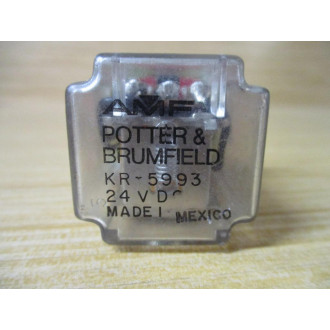 AMF
POTTER &
BRUMFIELD
KR-5993
24 VDC
MADE I MEXICO